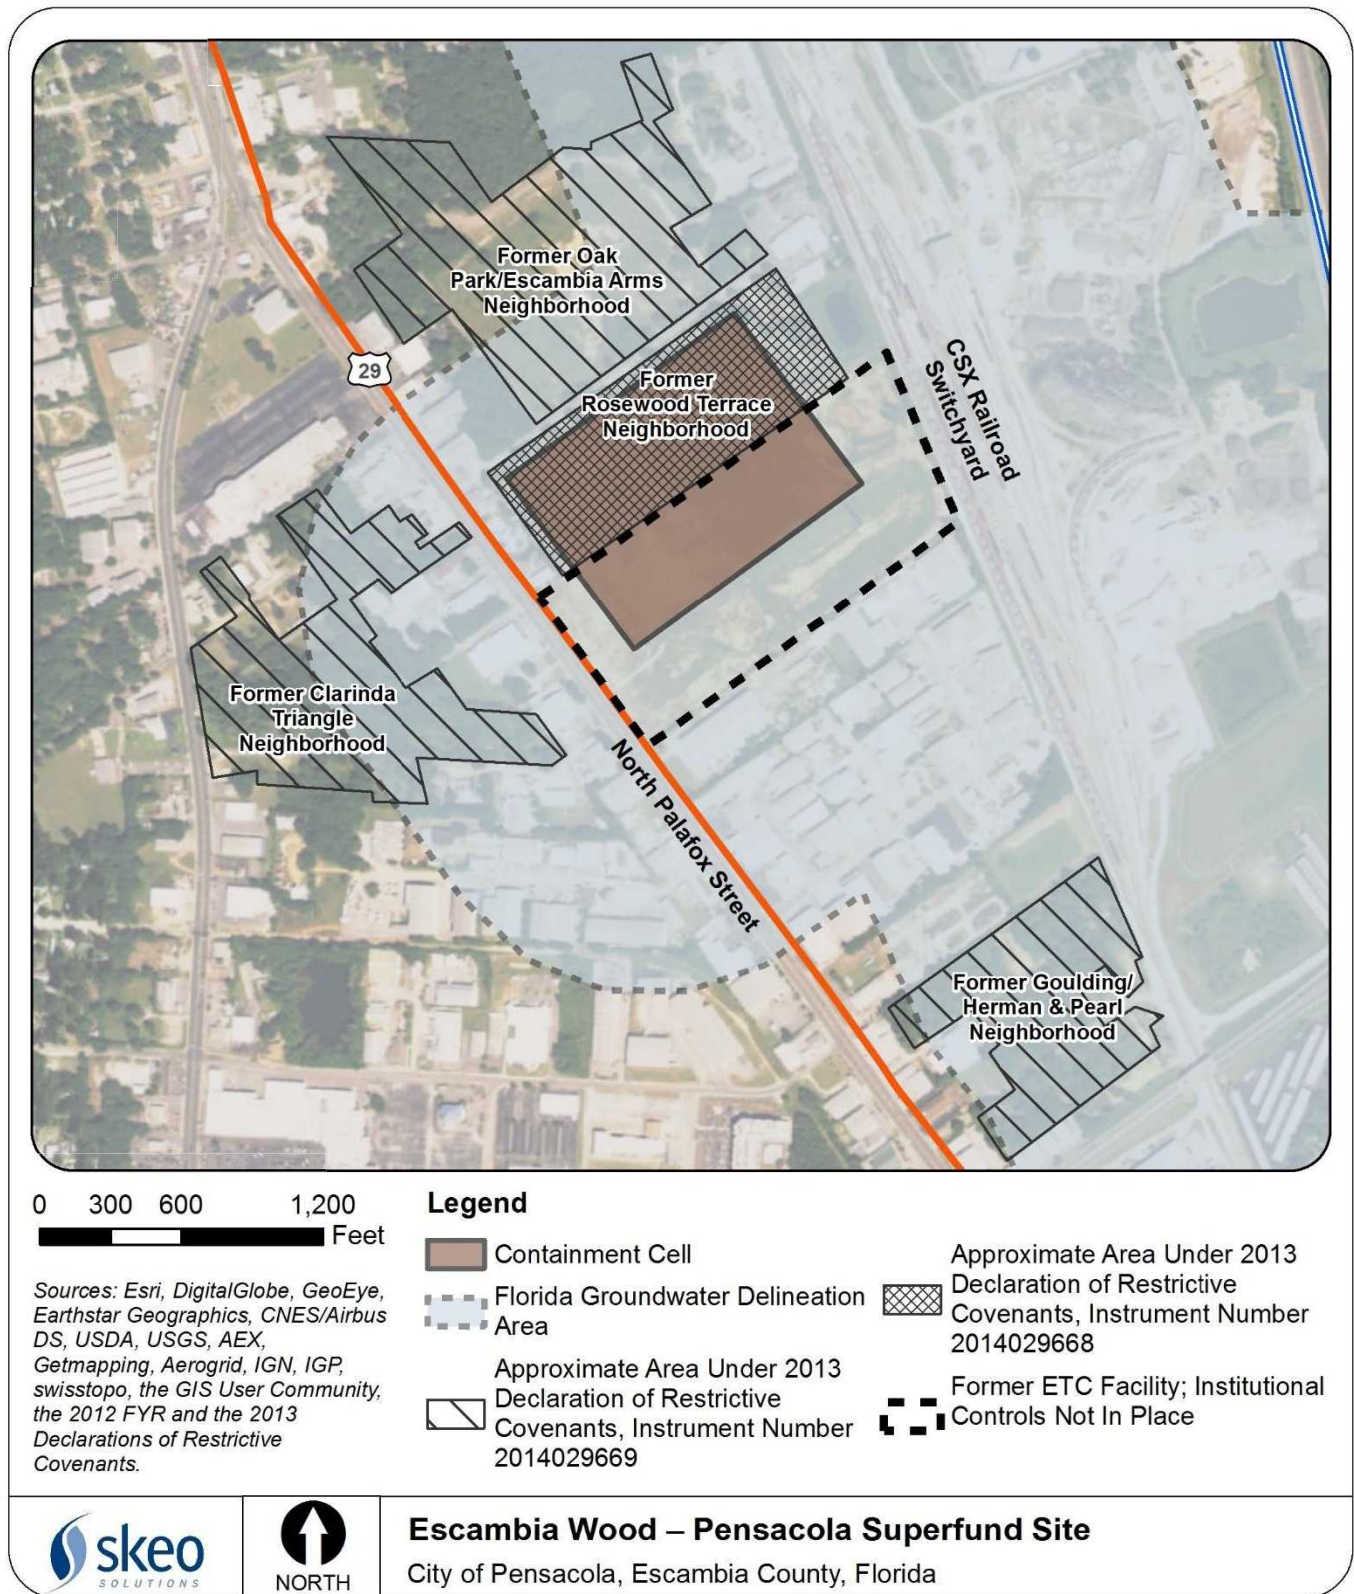 Former Oak
Park/Escambia Arms
Neighborhood
29
Former
Rosewood Terrace
Neighborhood
CSX Railroad
Switchyard
Former Clarinda
Triangle
Neighborhood
North Palafox Street
Former Goulding/
Herman & Pearl
Neighborhood
0 300 600 1,200
Feet
Sources: Esri, DigitalGlobe, GeoEye,
Earthstar Geographics, CNES/Airbus
DS, USDA, USGS, AEX,
Getmapping, Aerogrid, IGN, IGP,
swisstopo, the GIS User Community,
the 2012 FYR and the 2013
Declarations of Restrictive
Covenants.
Legend
Containment Cell
Florida Groundwater Delineation
Area
Approximate Area Under 2013
Declaration of Restrictive
Covenants, Instrument Number
2014029669
Approximate Area Under 2013
Declaration of Restrictive
Covenants, Instrument Number
2014029668
Former ETC Facility; Institutional
Controls Not In Place
skeo
SOLUTIONS
NORTH
Escambia Wood – Pensacola Superfund Site
City of Pensacola, Escambia County, Florida